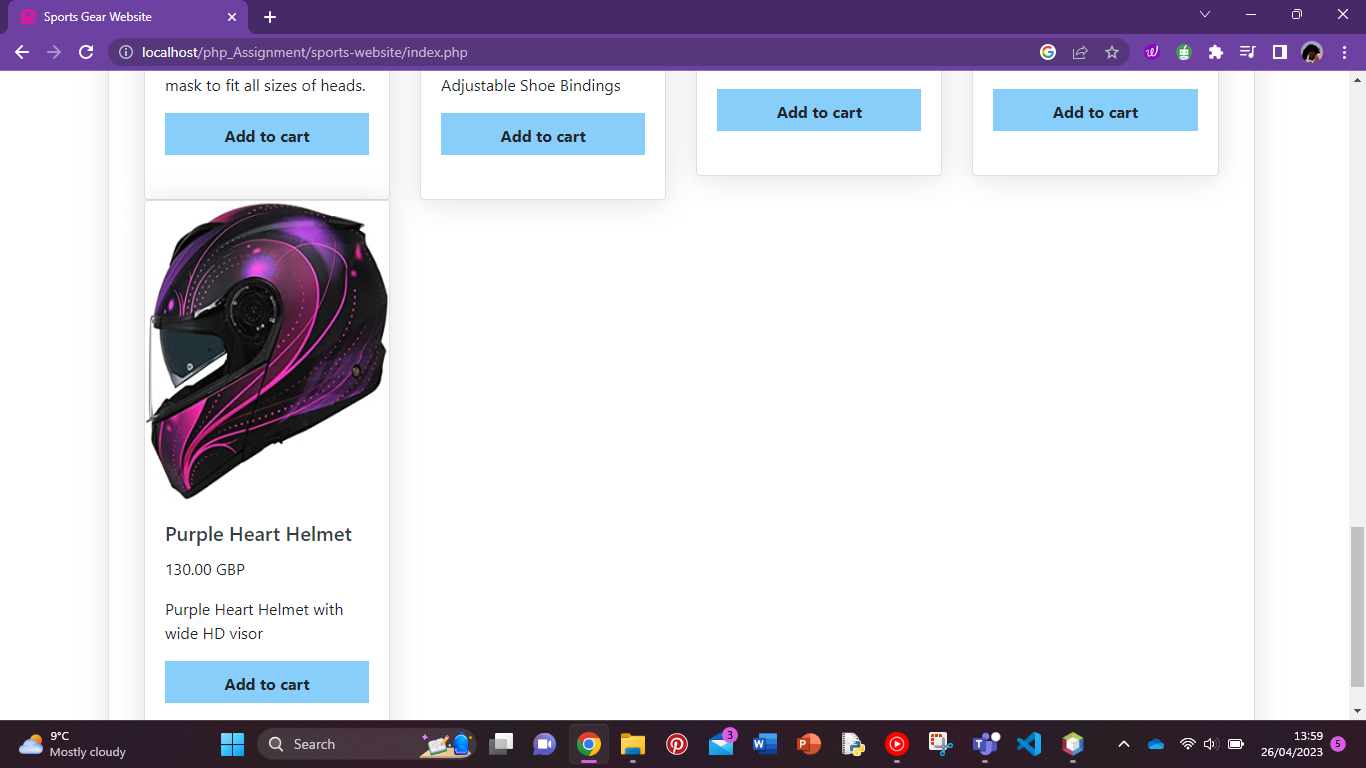 Sports Gear Website
localhost/php_Assignment/sports-website/index.php
mask to fit all sizes of heads.
Adjustable Shoe Bindings
Add to cart
Add to cart
Add to cart
Add to cart
Purple Heart Helmet
130.00 GBP
Purple Heart Helmet with
wide HD visor
Add to cart
9°C
Mostly cloudy
Search
3
13:59
26/04/2023
5